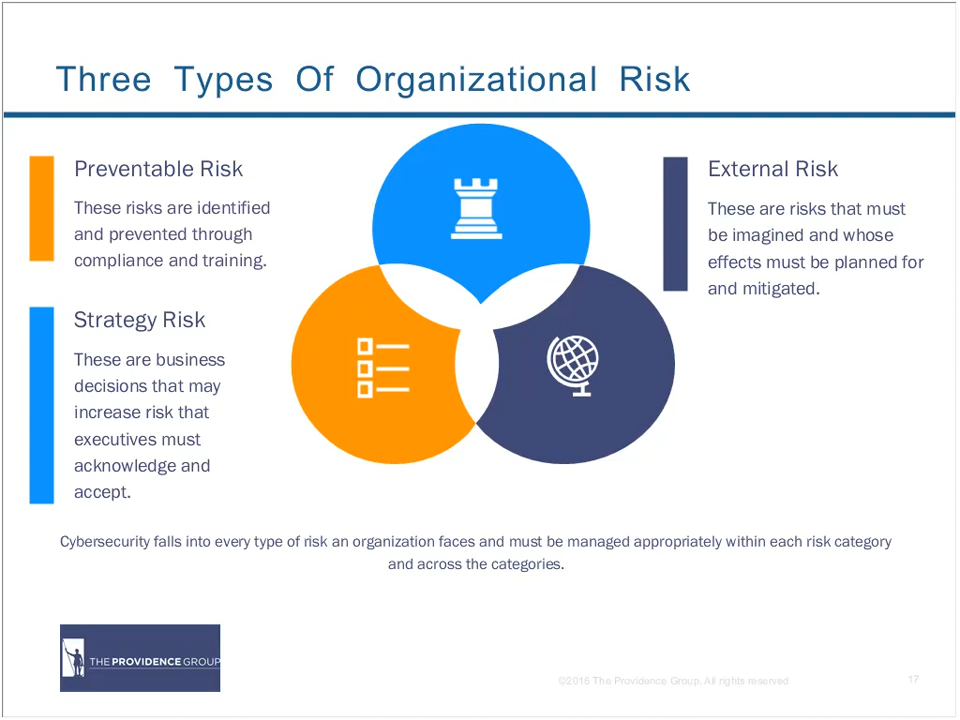 Three Types Of Organizational Risk
Preventable Risk
These risks are identified
and prevented through
compliance and training.
Strategy Risk
These are business
decisions that may
increase risk that
executives must
acknowledge and
accept.
External Risk
These are risks that must
be imagined and whose
effects must be planned for
and mitigated.
Cybersecurity falls into every type of risk an organization faces and must be managed appropriately within each risk category
and across the categories.
THE PROVIDENCE GROUP
©2016 The Providence Group. All rights reserved
17